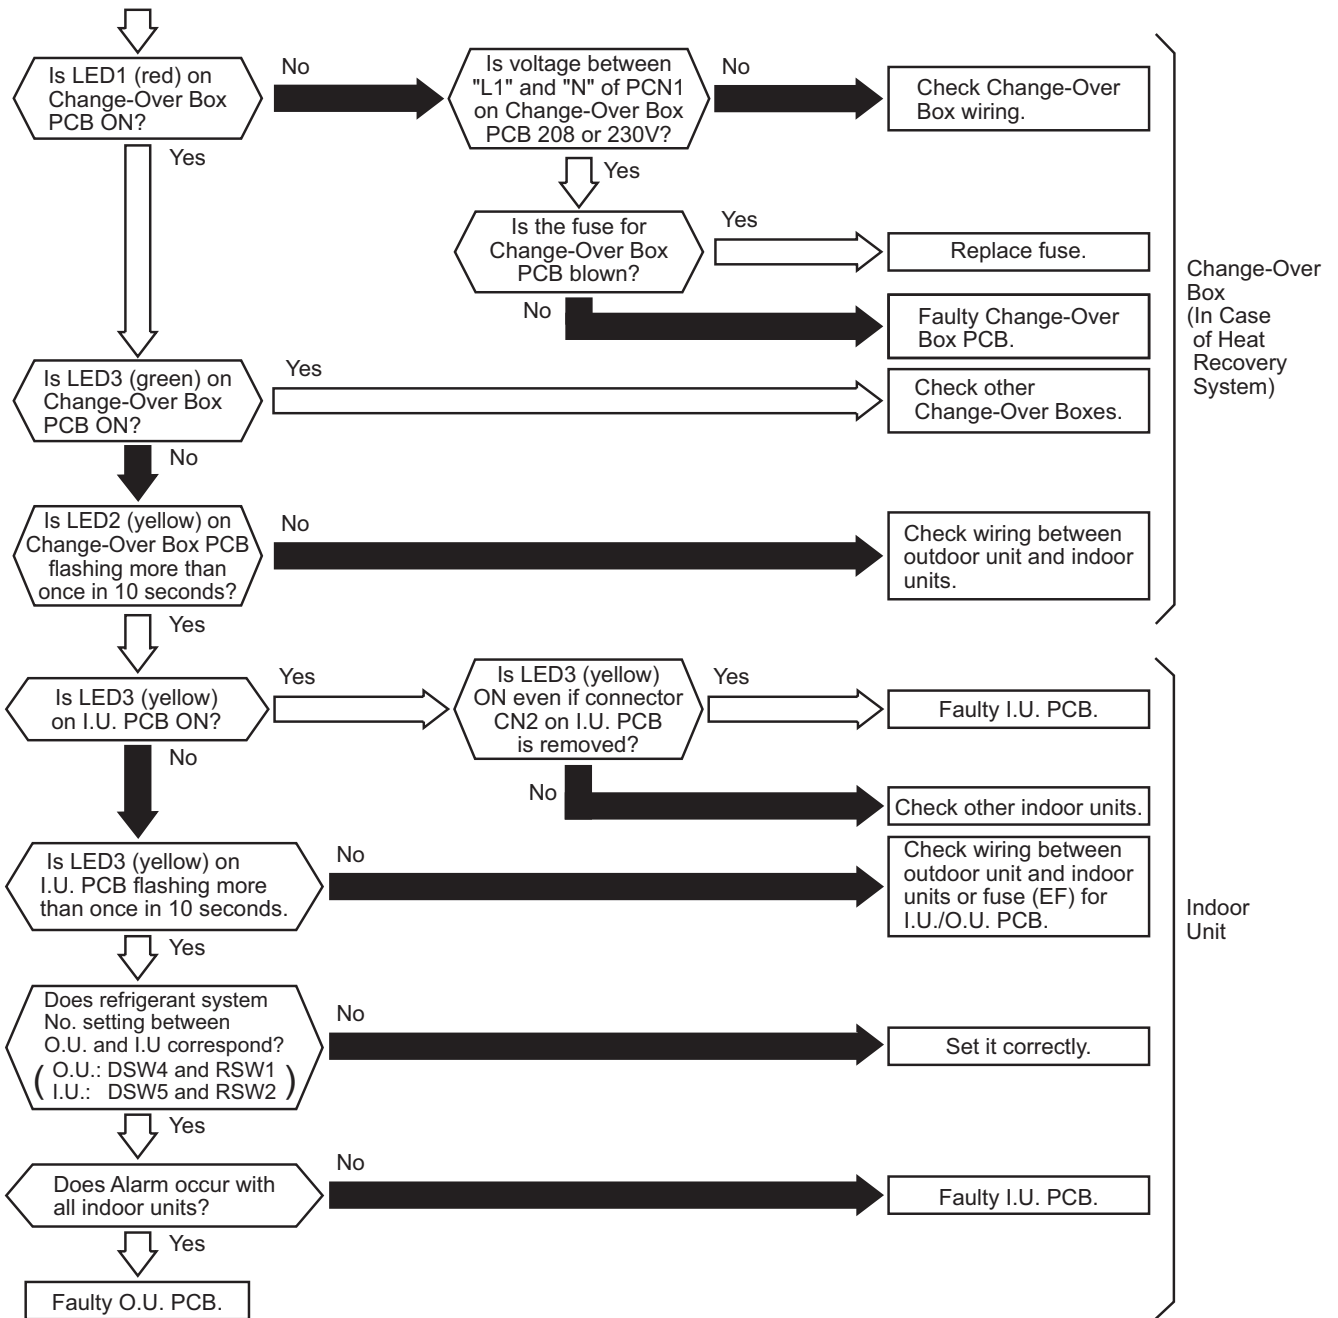 Is LED1 (red) on
Change-Over Box
PCB ON?
No
Is voltage between
"L1" and "N" of PCN1
on Change-Over Box
PCB 208 or 230V?
No
Check Change-Over
Box wiring.
Yes
Yes
Is the fuse for
Change-Over Box
PCB blown?
Yes
Replace fuse.
No
Faulty Change-Over
Box PCB.
Change-Over
Box
(In Case
of Heat
Recovery
System)
Is LED3 (green) on
Change-Over Box
PCB ON?
Yes
Check other
Change-Over Boxes.
No
Is LED2 (yellow) on
Change-Over Box PCB
flashing more than
once in 10 seconds?
No
Check wiring between
outdoor unit and indoor
units.
Yes
Is LED3 (yellow)
on I.U. PCB ON?
Yes
Is LED3 (yellow)
ON even if connector
CN2 on I.U. PCB
is removed?
Yes
Faulty I.U. PCB.
No
No
Check other indoor units.
Is LED3 (yellow) on
I.U. PCB flashing more
than once in 10 seconds.
No
Check wiring between
outdoor unit and indoor
units or fuse (EF) for
I.U./O.U. PCB.
Indoor
Unit
Yes
Does refrigerant system
No. setting between
O.U. and I.U correspond?
( O.U.: DSW4 and RSW1
I.U.: DSW5 and RSW2 )
No
Set it correctly.
Yes
Does Alarm occur with
all indoor units?
No
Faulty I.U. PCB.
Yes
Faulty O.U. PCB.